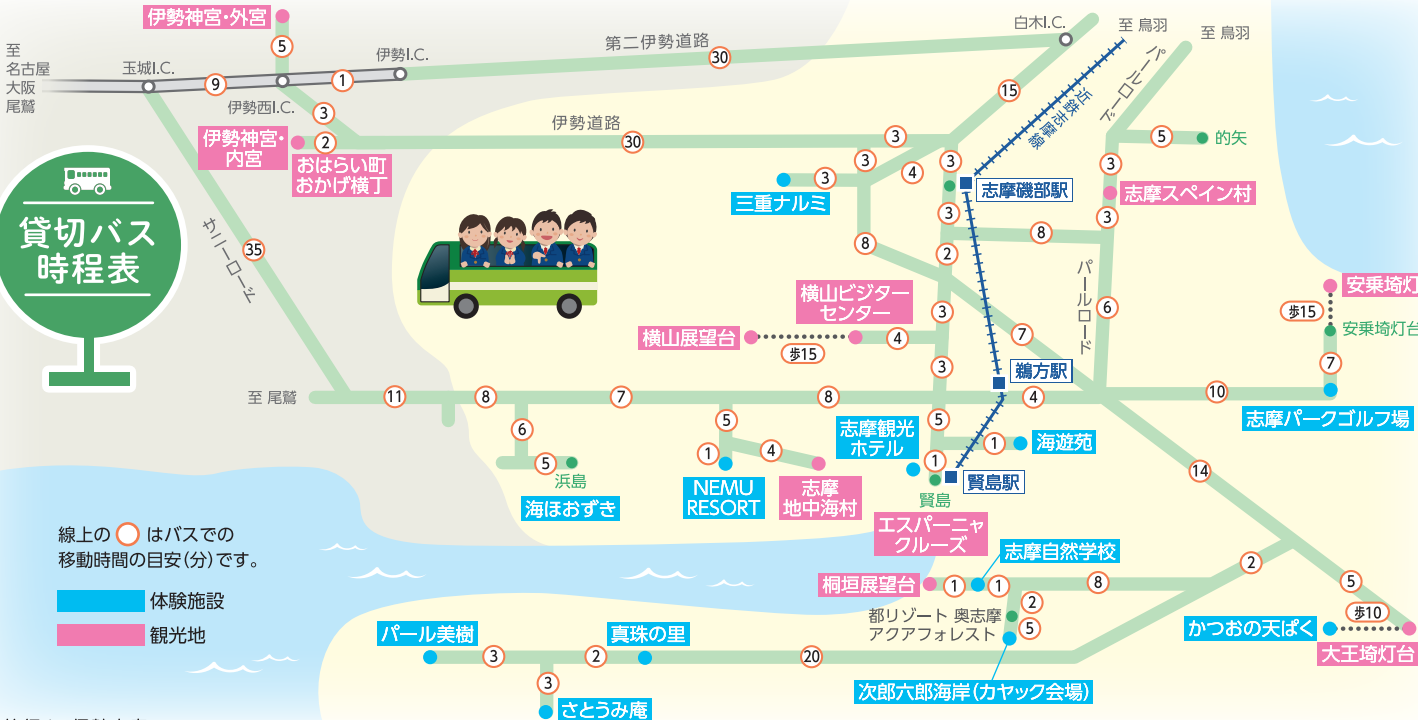 伊勢神宮・外宮
5
至
名古屋
大阪
尾鷲
玉城I.C.
9
1
伊勢I.C.
伊勢西I.C.
第二伊勢道路
30
白木I.C.
至 鳥羽
至 鳥羽
パールロード
近鉄志摩線
15
3
伊勢神宮・
内宮
2
おはらい町
おかげ横丁
伊勢道路
30
3
3
4
3
3
三重ナルミ
志摩磯部駅
5
的矢
3
志摩スペイン村
3
貸切バス
時程表
サニーロード
35
8
3
2
8
パールロード
6
横山ビジター
センター
横山展望台
歩15
4
3
3
7
鵜方駅
安乗埼灯
歩15
安乗埼灯台
7
志摩パークゴルフ場
至 尾鷲
11
8
7
8
4
10
6
5
浜島
海ほおずき
5
1
4
NEMU
RESORT
志摩
地中海村
志摩観光
ホテル
5
1
海遊苑
1
賢島
賢島駅
エスパーニャ
クルーズ
14
線上の○はバスでの
移動時間の目安(分)です。
体験施設
観光地
志摩自然学校
桐垣展望台
1
1
8
2
5
2
都リゾート 奥志摩
アクアフォレスト
5
歩10
かつおの天ぱく
大王埼灯台
パール美樹
3
2
真珠の里
20
3
さとうみ庵
次郎六郎海岸(カヤック会場)